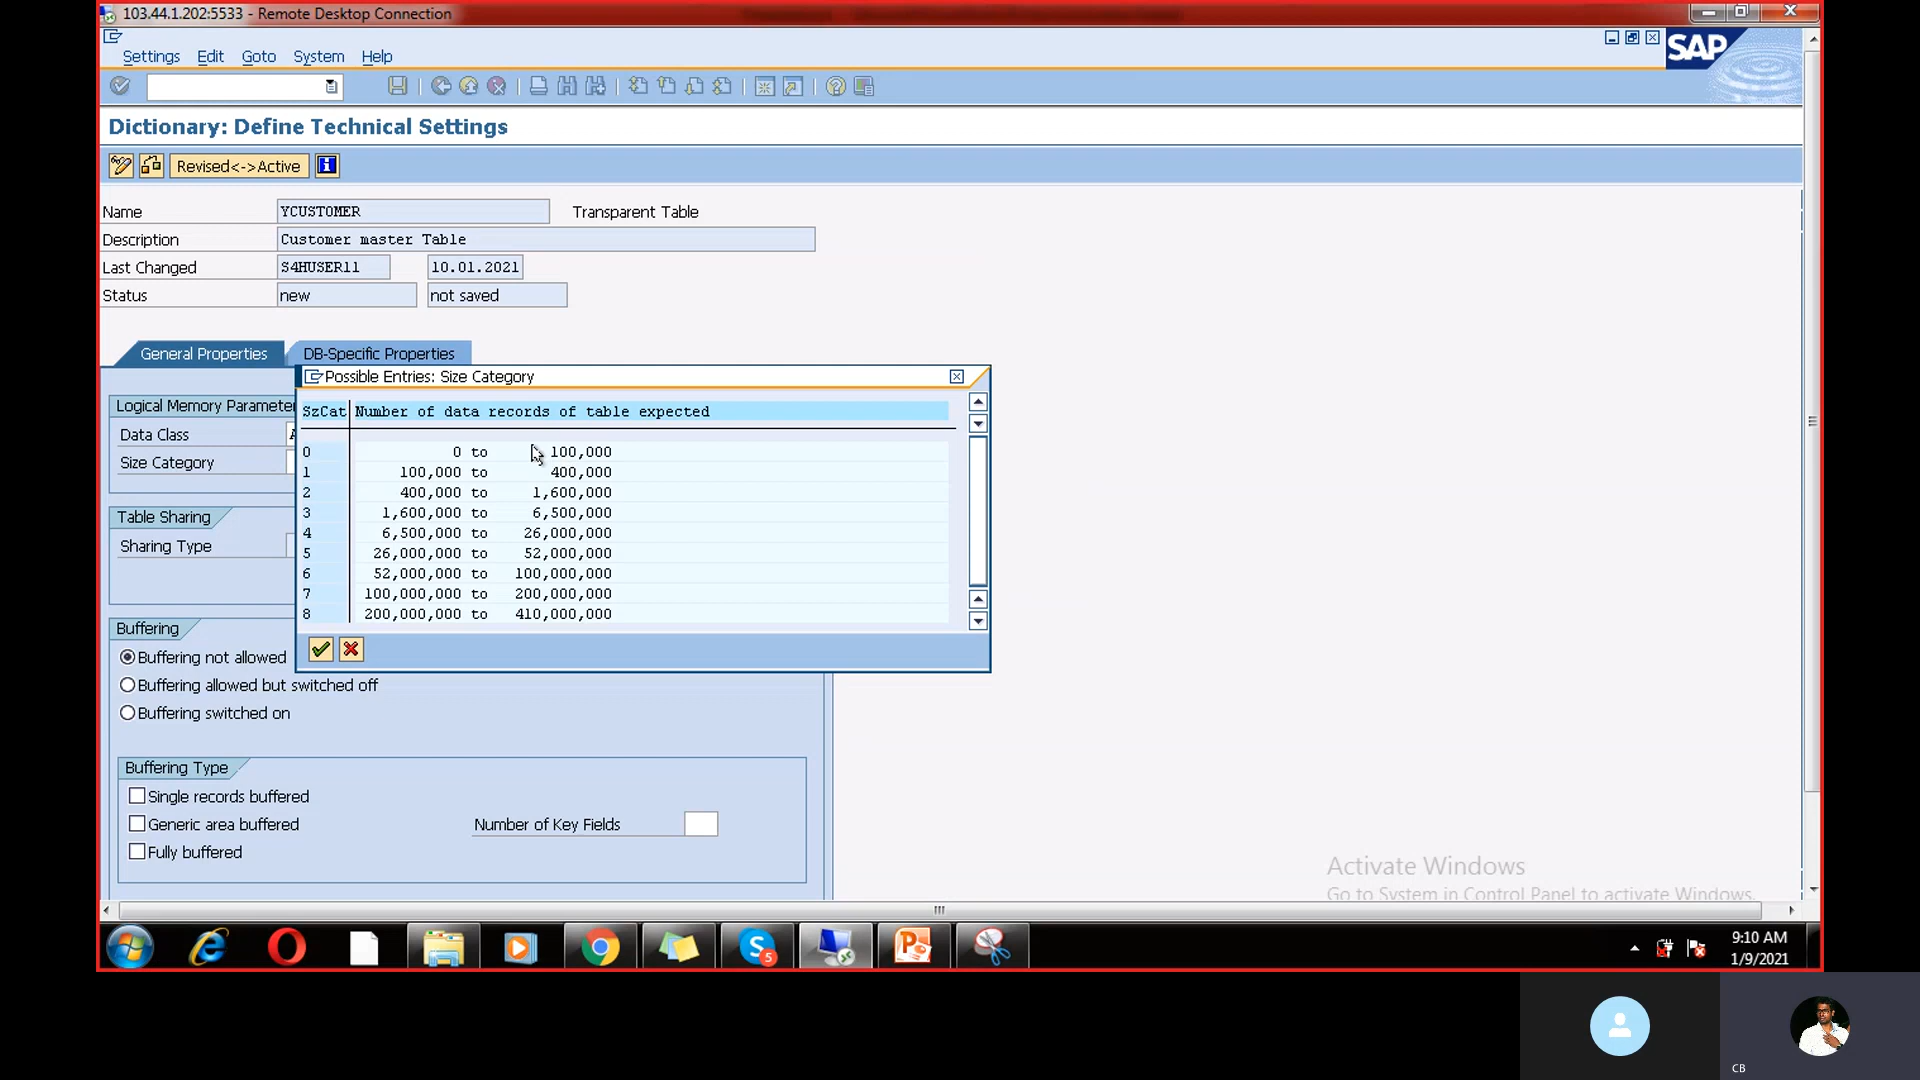 103.44.1.202:5533 - Remote Desktop Connection
Settings Edit Goto System Help
SAP
Dictionary: Define Technical Settings
Revised<->Active
Name YCUSTOMER Transparent Table
Description Customer master Table
Last Changed S4HUSER11 10.01.2021
Status new not saved
General Properties DB-Specific Properties
Possible Entries: Size Category
Logical Memory Parameter
SzCat Number of data records of table expected
Data Class A
Size Category
0 0 to 100,000
1 100,000 to 400,000
2 400,000 to 1,600,000
3 1,600,000 to 6,500,000
4 6,500,000 to 26,000,000
5 26,000,000 to 52,000,000
6 52,000,000 to 100,000,000
7 100,000,000 to 200,000,000
8 200,000,000 to 410,000,000
Table Sharing
Sharing Type
Buffering
Buffering not allowed
Buffering allowed but switched off
Buffering switched on
Buffering Type
Single records buffered
Generic area buffered Number of Key Fields
Fully buffered
Activate Windows
Go to System in Control Panel to activate Windows.
5
9:10 AM
1/9/2021
CB